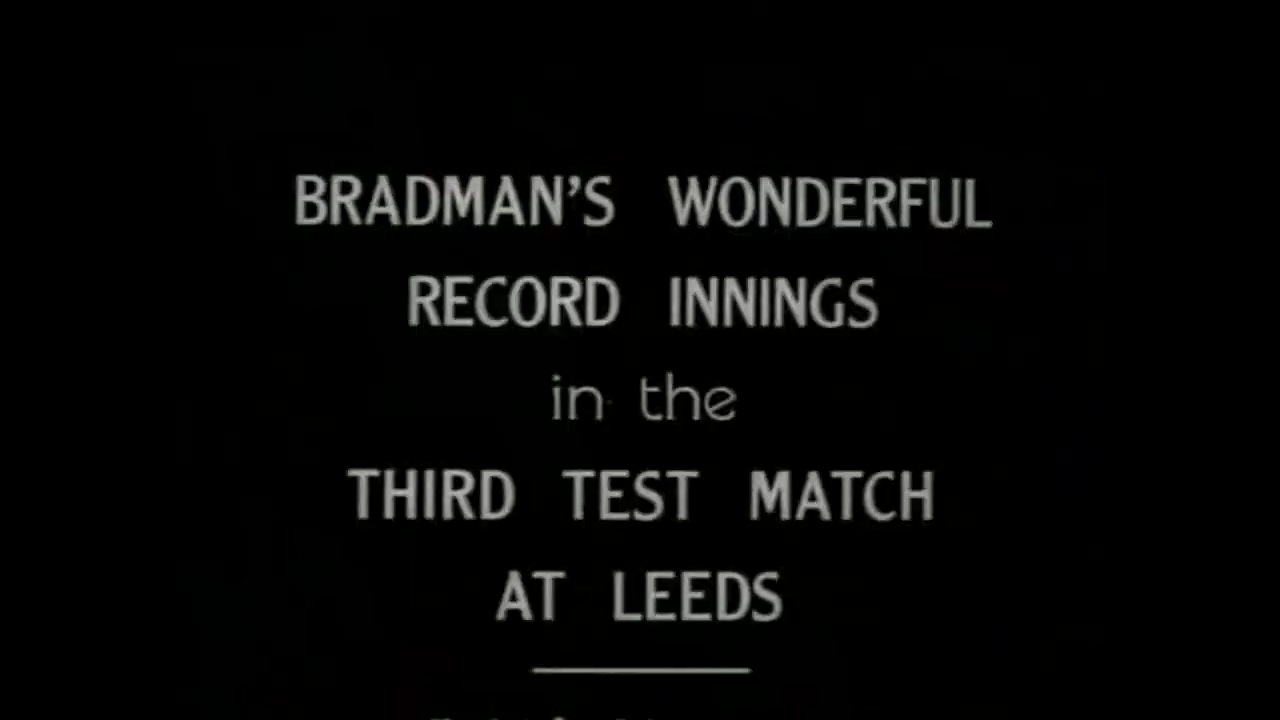 BRADMAN'S WONDERFUL
RECORD INNINGS
in the
THIRD TEST MATCH
AT LEEDS